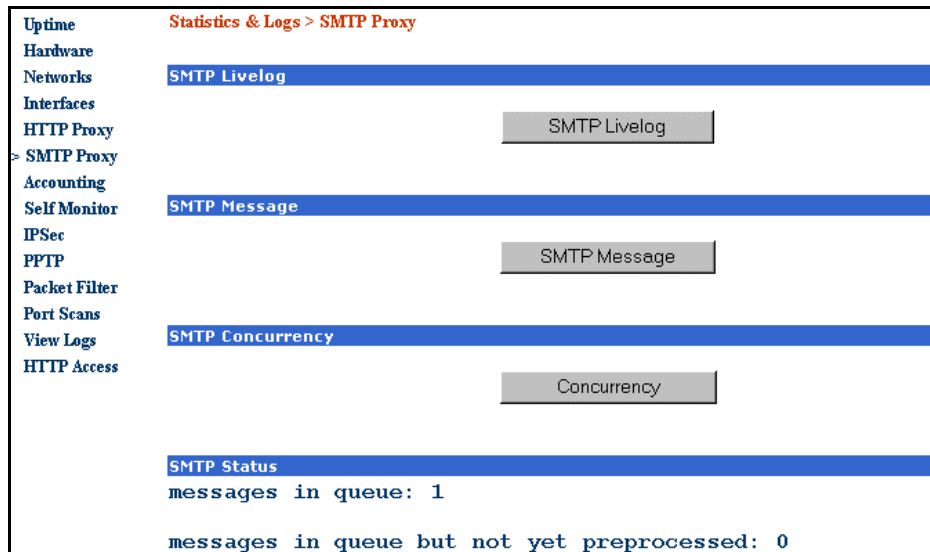 Uptime
Hardware
Networks
Interfaces
HTTP Proxy
> SMTP Proxy
Accounting
Self Monitor
IPSec
PPTP
Packet Filter
Port Scans
View Logs
HTTP Access
Statistics & Logs > SMTP Proxy
SMTP Livelog
SMTP Livelog
SMTP Message
SMTP Message
SMTP Concurrency
Concurrency
SMTP Status
messages in queue: 1
messages in queue but not yet preprocessed: 0